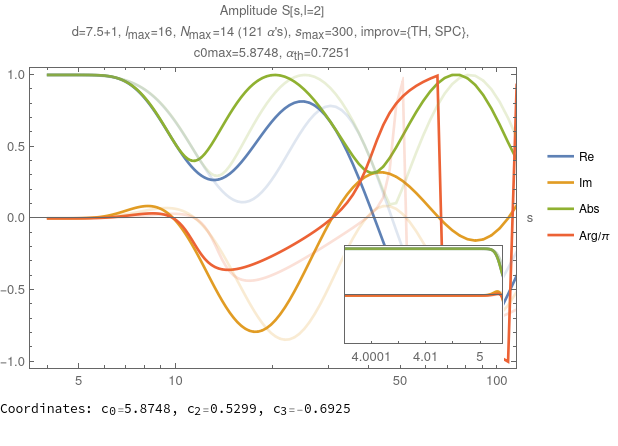 Amplitude S[s,l=2]
d=7.5+1, lmax=16, Nmax=14 (121 α's), smax=300, improv={TH, SPC},
c0max=5.8748, αth=0.7251
1.0
0.5
0.0
-0.5
-1.0
s
Re
Im
Abs
Arg/π
4.0001 4.01 5
5 10 50 100
Coordinates: c0=5.8748, c2=0.5299, c3=-0.6925